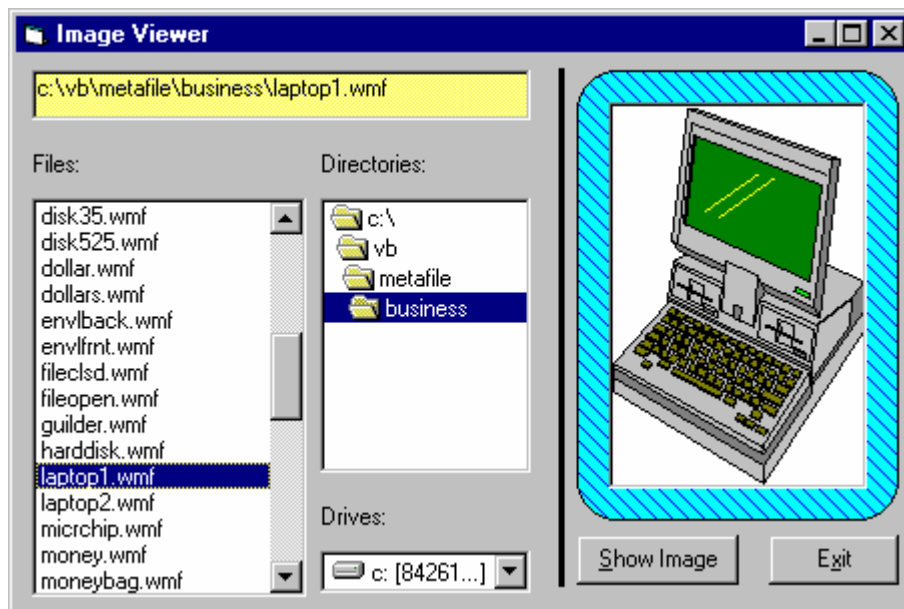 Image Viewer
c:\vb\metafile\business\laptop1.wmf
Files:
disk35.wmf
disk525.wmf
dollar.wmf
dollars.wmf
envlback.wmf
envlfrnt.wmf
fileclsd.wmf
fileopen.wmf
guilder.wmf
harddisk.wmf
laptop1.wmf
laptop2.wmf
micrchip.wmf
money.wmf
moneybag.wmf
Directories:
c:\
vb
metafile
business
Drives:
c: [84261...]
Show Image
Exit